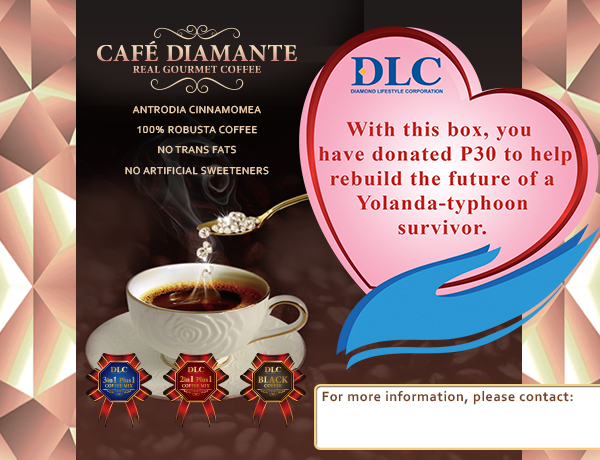 CAFÉ DIAMANTE
REAL GOURMET COFFEE
ANTRODIA CINNAMOMEA
100% ROBUSTA COFFEE
NO TRANS FATS
NO ARTIFICIAL SWEETENERS
DLC
DIAMOND LIFESTYLE CORPORATION
With this box, you
have donated P30 to help
rebuild the future of a
Yolanda-typhoon
survivor.
DLC
3in1 Plus1
COFFEE MIX
DLC
2in1 Plus1
COFFEE MIX
DLC
BLACK
COFFEE
For more information, please contact: